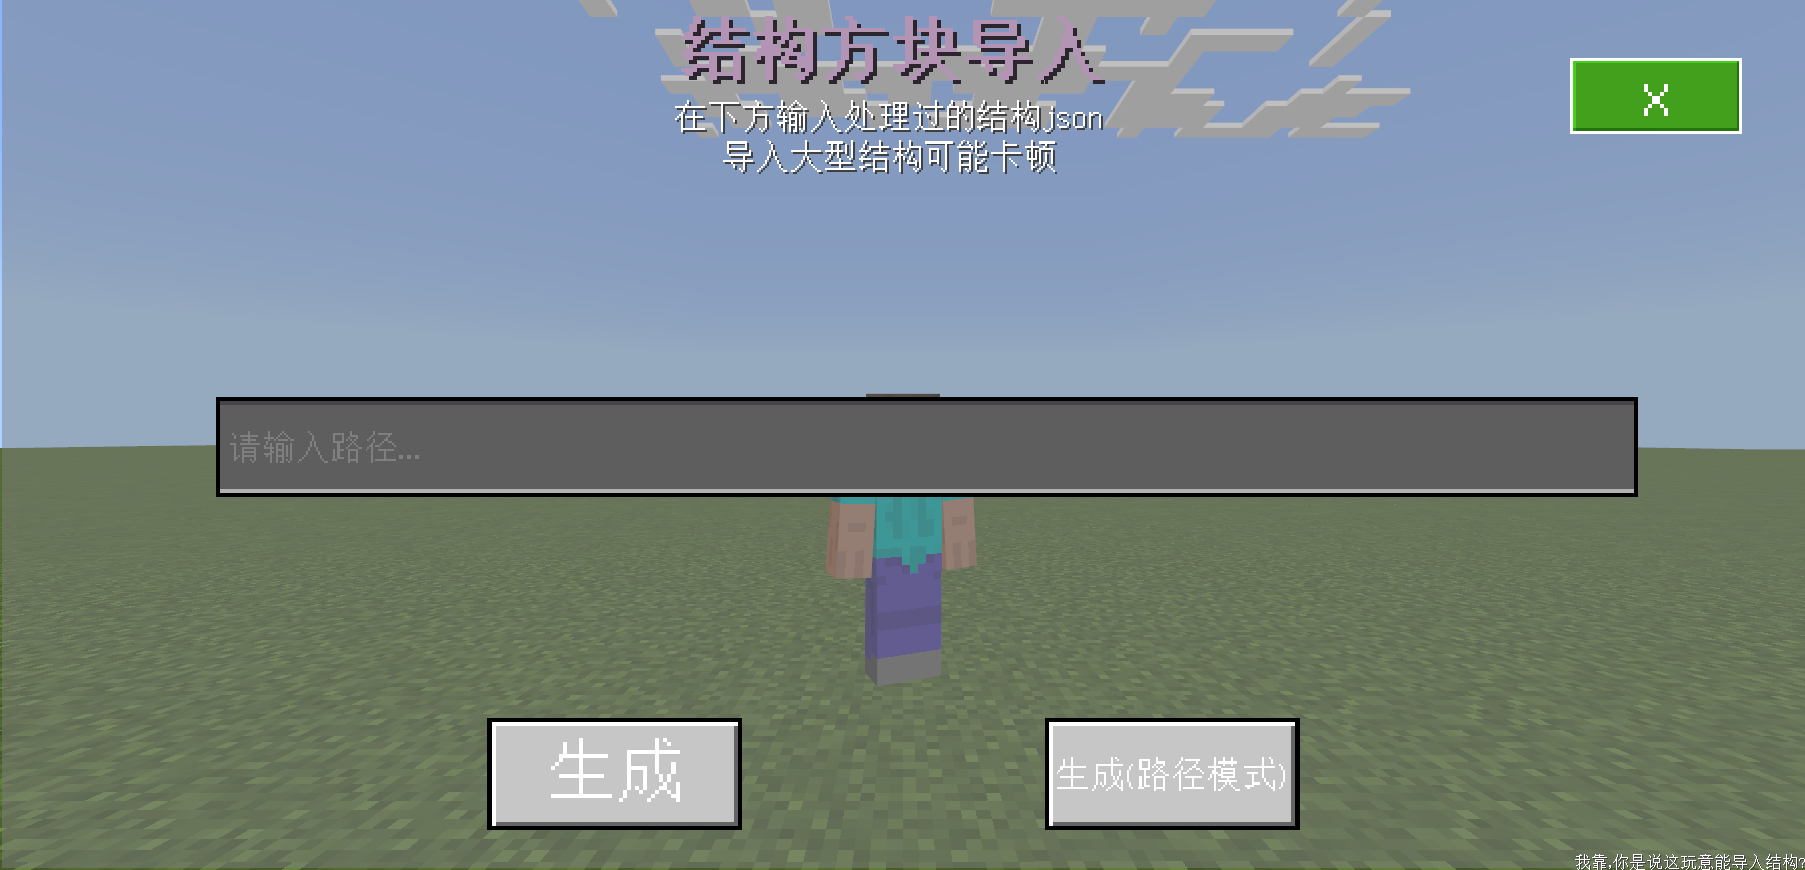 结构方块导入
在下方输入处理过的结构json
导入大型结构可能卡顿
X
请输入路径...
生成
生成(路径模式)
我靠,你是说这玩意能导入结构?